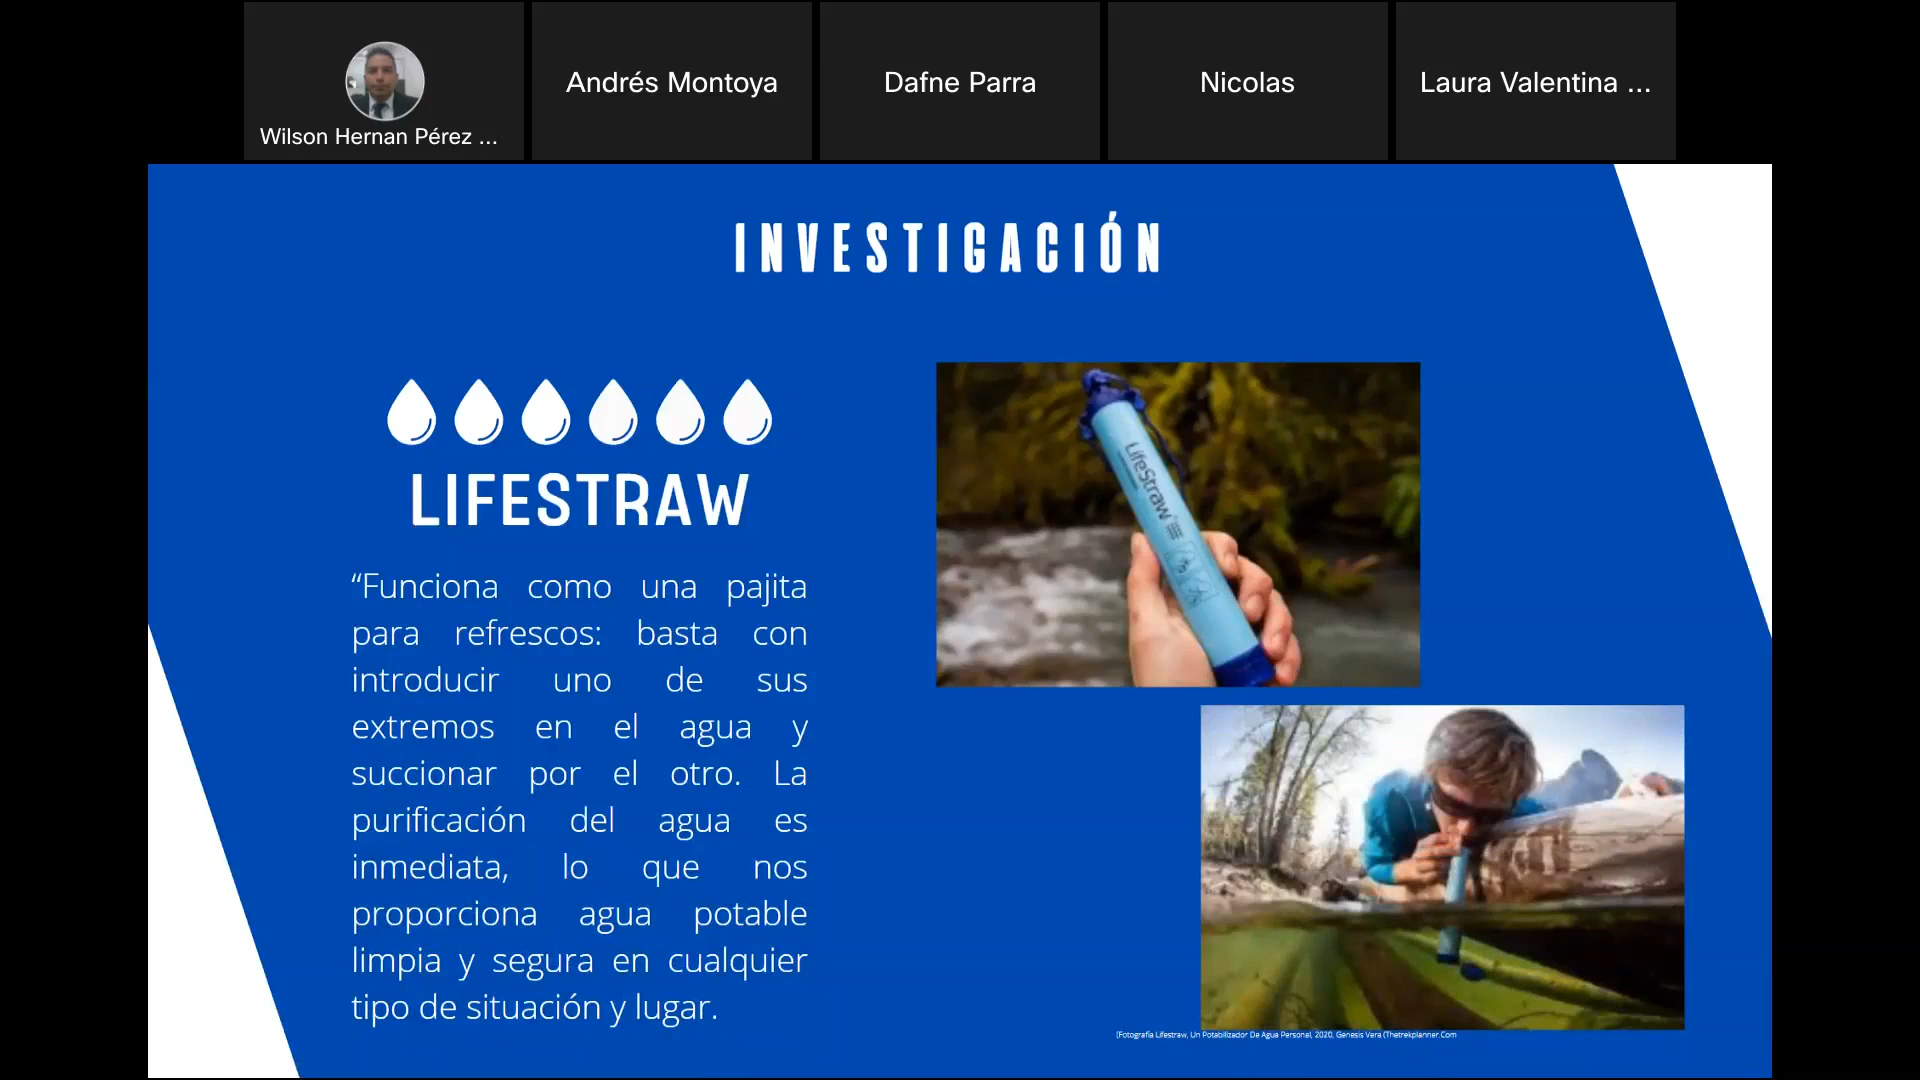 Wilson Hernan Pérez ...
Andrés Montoya
Dafne Parra
Nicolas
Laura Valentina ...
INVESTIGACIÓN
LIFESTRAW
“Funciona como una pajita
para refrescos: basta con
introducir uno de sus
extremos en el agua y
succionar por el otro. La
purificación del agua es
inmediata, lo que nos
proporciona agua potable
limpia y segura en cualquier
tipo de situación y lugar.
LifeStraw®
[Fotografía Lifestraw, Un Potabilizador De Agua Personal, 2020, Genesis Vera (Thetrekplanner.Com